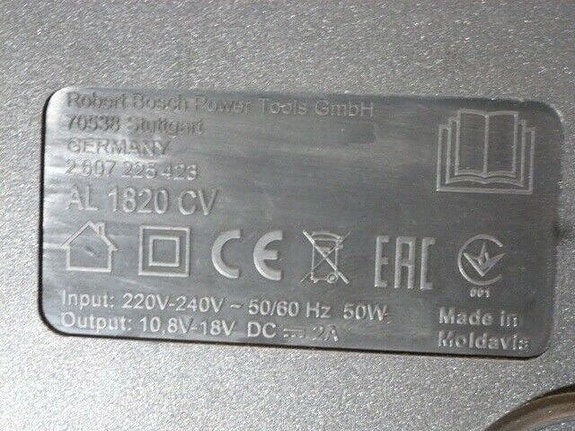 Robert Bosch Power Tools GmbH
70538 Stuttgart
GERMANY
2 607 225 423
AL 1820 CV
CE EAC
001
Input: 220V-240V ~ 50/60 Hz 50W
Output: 10,8V-18V DC ⎓ 2A
Made in
Moldavia